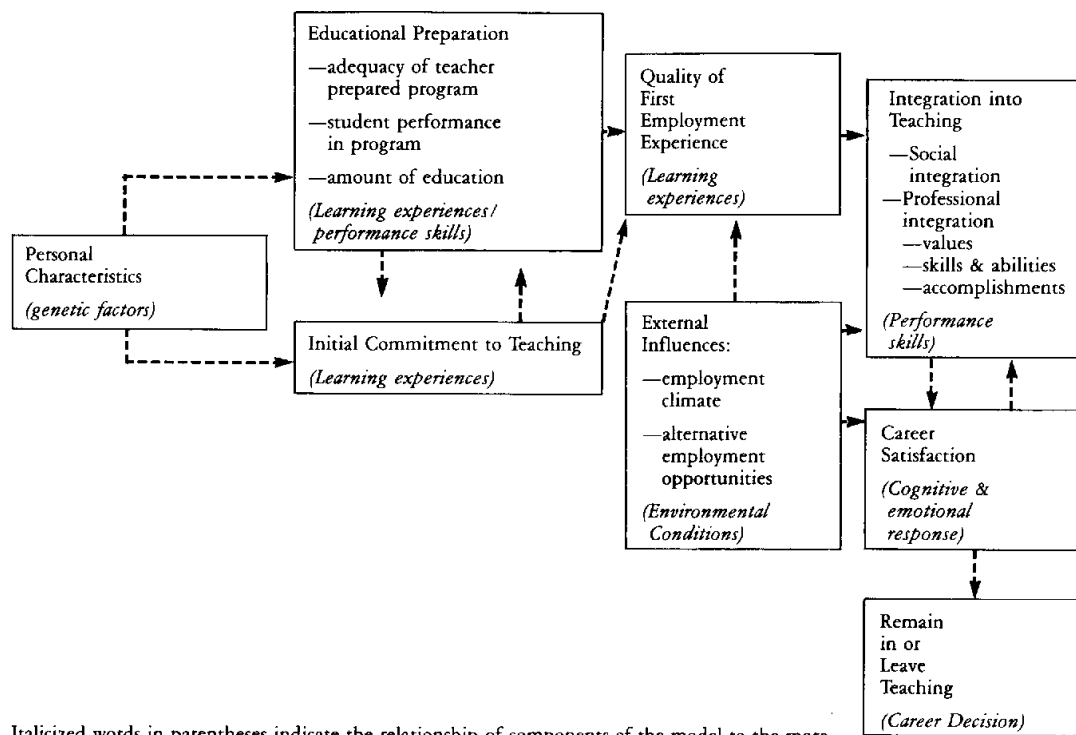 Educational Preparation
—adequacy of teacher
prepared program
—student performance
in program
—amount of education
(Learning experiences/
performance skills)
Quality of
First
Employment
Experience
(Learning
experiences)
Integration into
Teaching
—Social
integration
—Professional
integration
—values
—skills & abilities
—accomplishments
(Performance
skills)
Personal
Characteristics
(genetic factors)
Initial Commitment to Teaching
(Learning experiences)
External
Influences:
—employment
climate
—alternative
employment
opportunities
(Environmental
Conditions)
Career
Satisfaction
(Cognitive &
emotional
response)
Remain
in or
Leave
Teaching
(Career Decision)
Italicized words in parentheses indicate the relationship of components of the model to the more